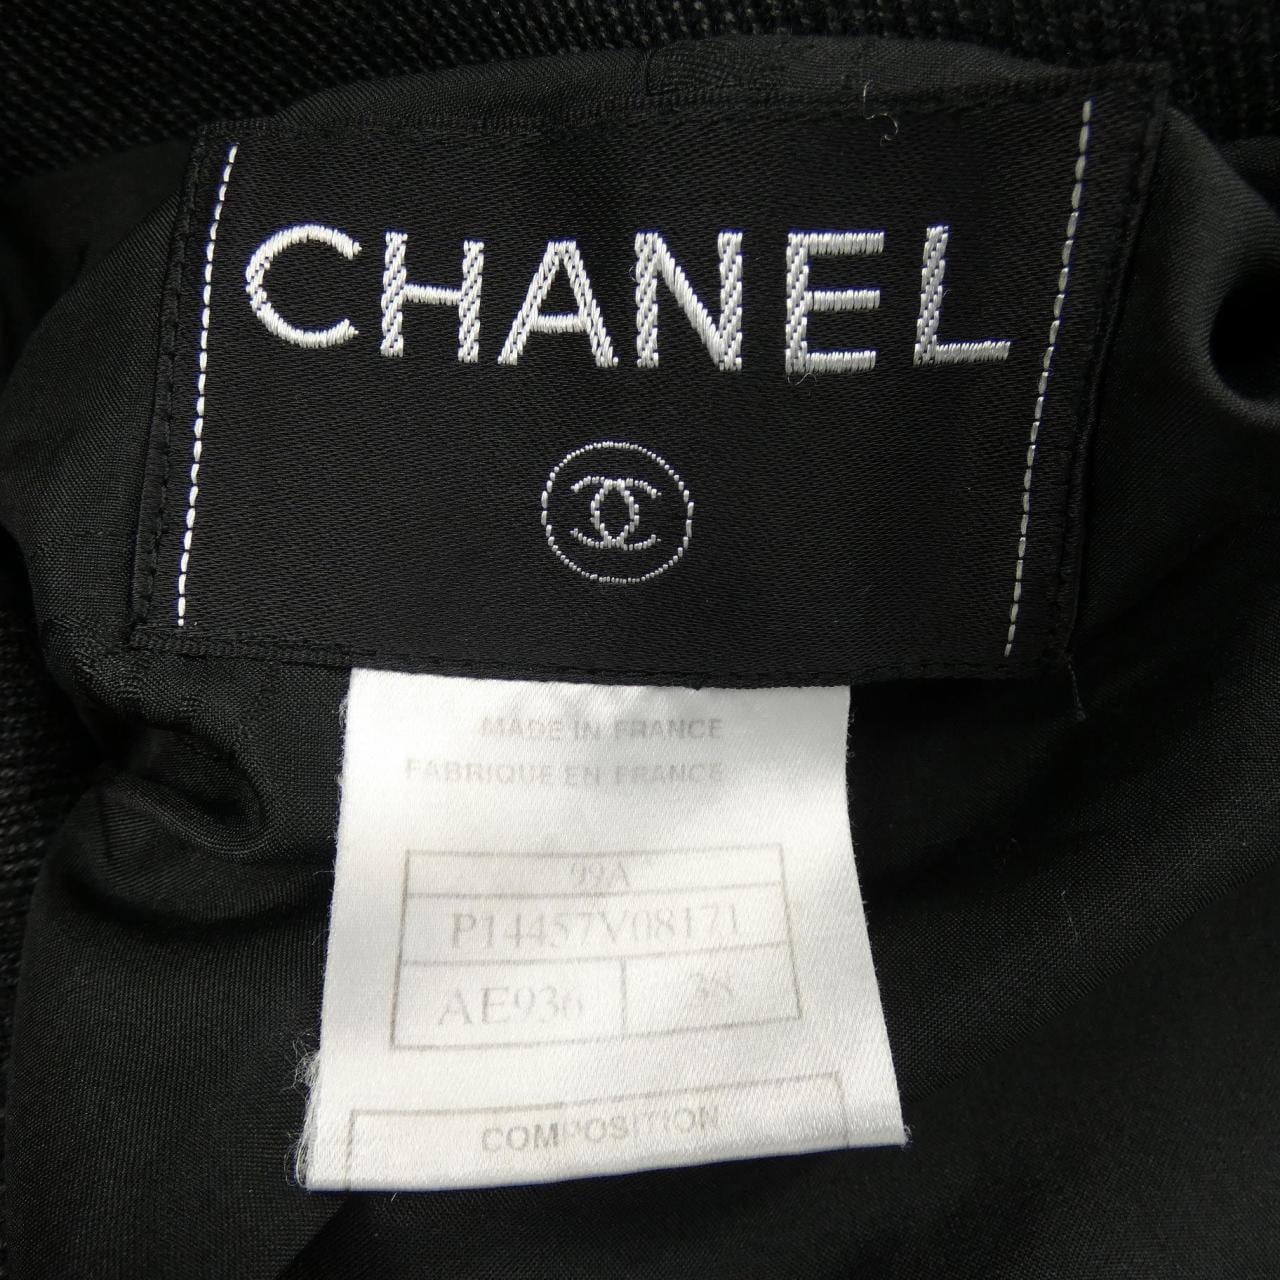 CHANEL
MADE IN FRANCE
FABRIQUE EN FRANCE
99A
P14457V08171
AE936 38
COMPOSITION